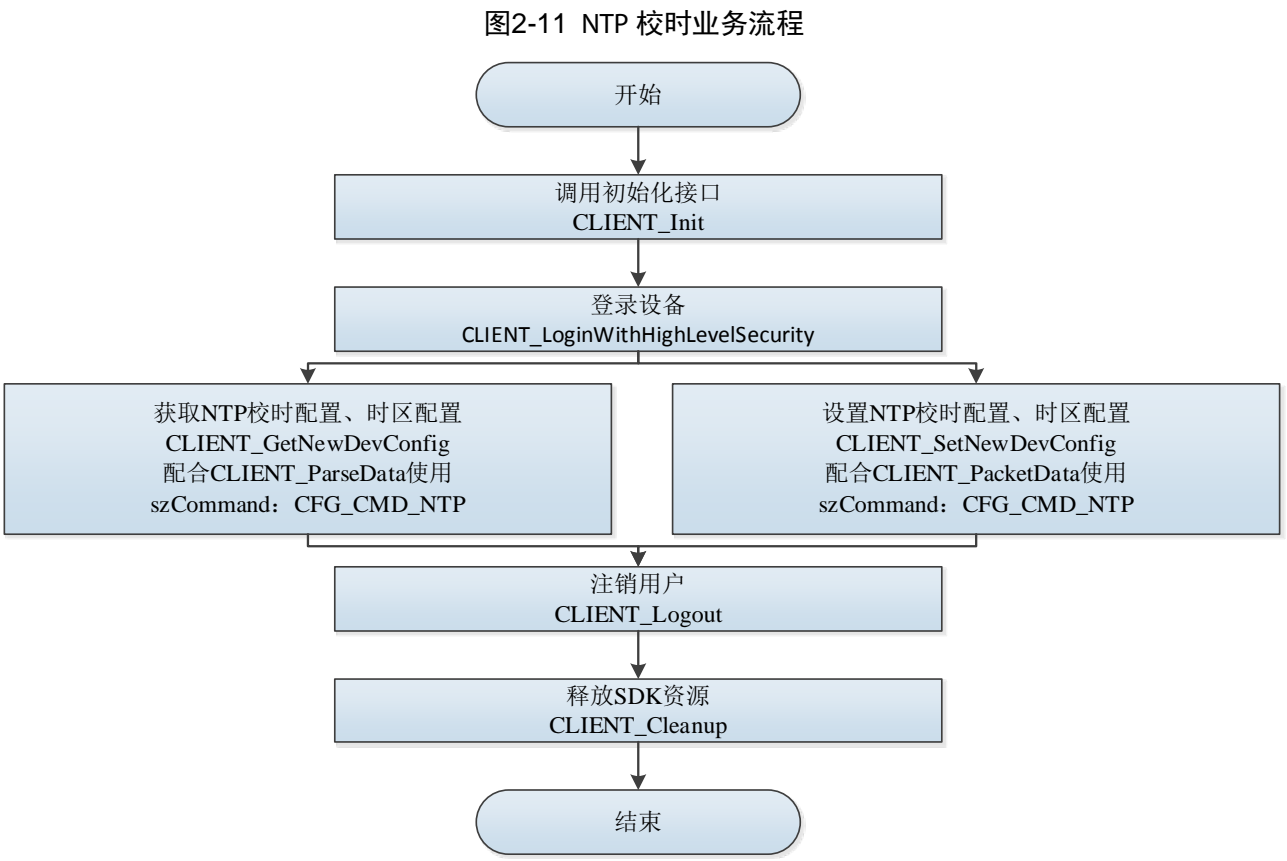 图2-11 NTP 校时业务流程
开始
调用初始化接口
CLIENT_Init
登录设备
CLIENT_LoginWithHighLevelSecurity
获取NTP校时配置、时区配置
CLIENT_GetNewDevConfig
配合CLIENT_ParseData使用
szCommand：CFG_CMD_NTP
设置NTP校时配置、时区配置
CLIENT_SetNewDevConfig
配合CLIENT_PacketData使用
szCommand：CFG_CMD_NTP
注销用户
CLIENT_Logout
释放SDK资源
CLIENT_Cleanup
结束